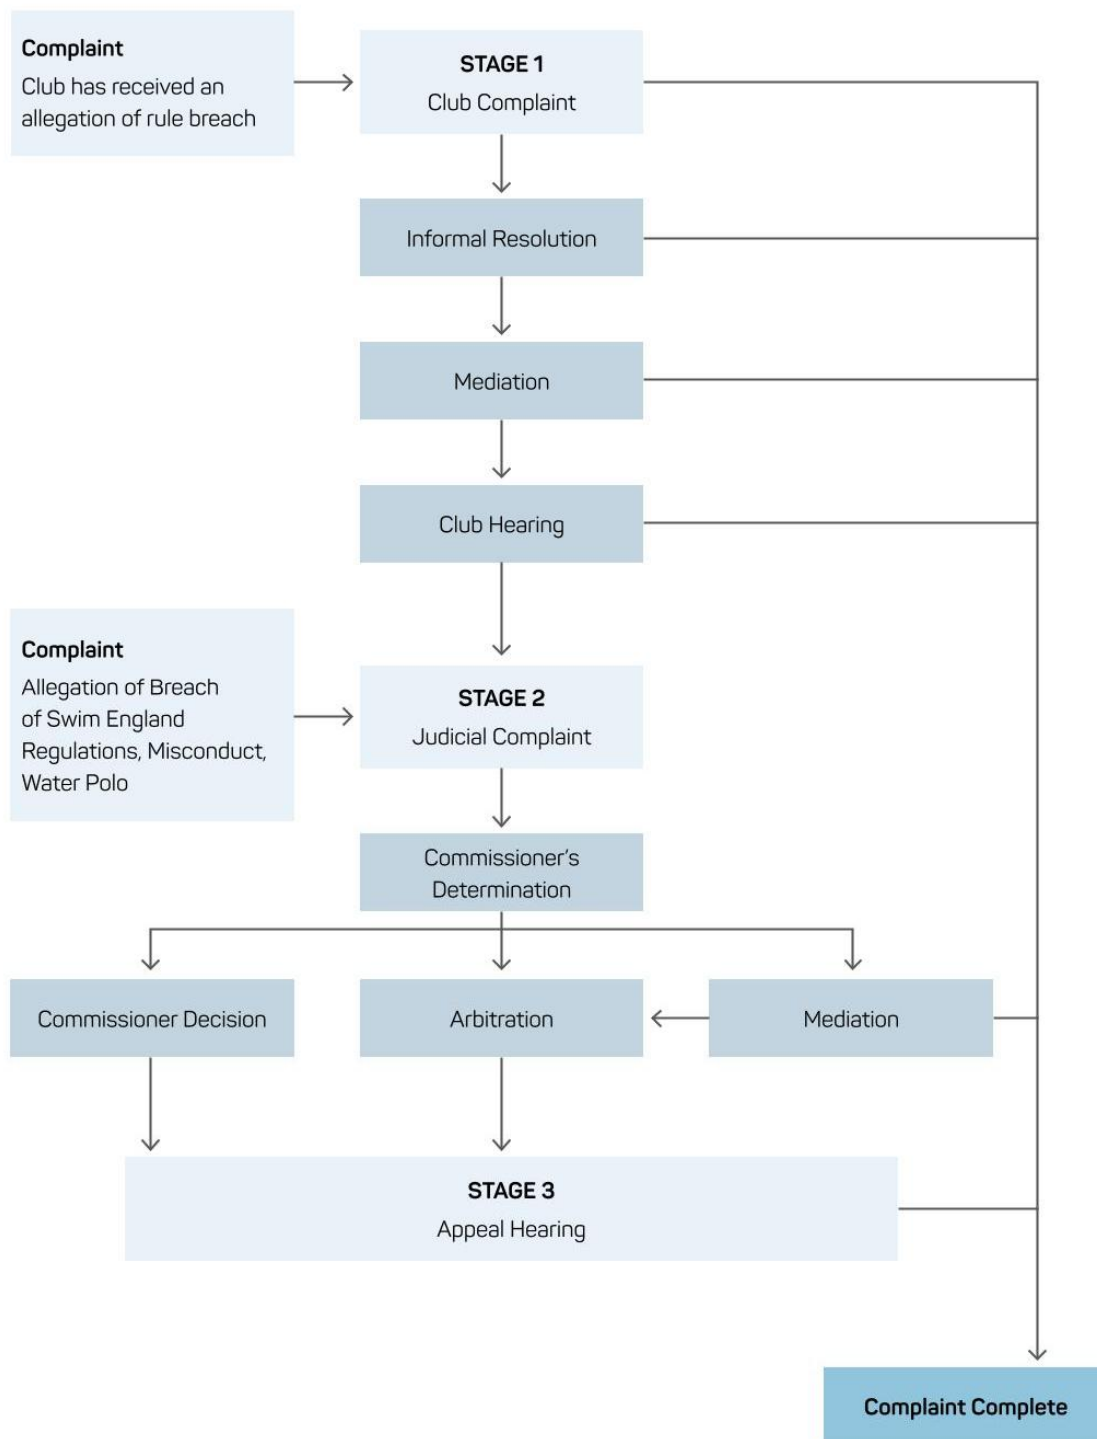 Complaint
Club has received an
allegation of rule breach
STAGE 1
Club Complaint
Informal Resolution
Mediation
Club Hearing
Complaint
Allegation of Breach
of Swim England
Regulations, Misconduct,
Water Polo
STAGE 2
Judicial Complaint
Commissioner’s
Determination
Commissioner Decision
Arbitration
Mediation
STAGE 3
Appeal Hearing
Complaint Complete